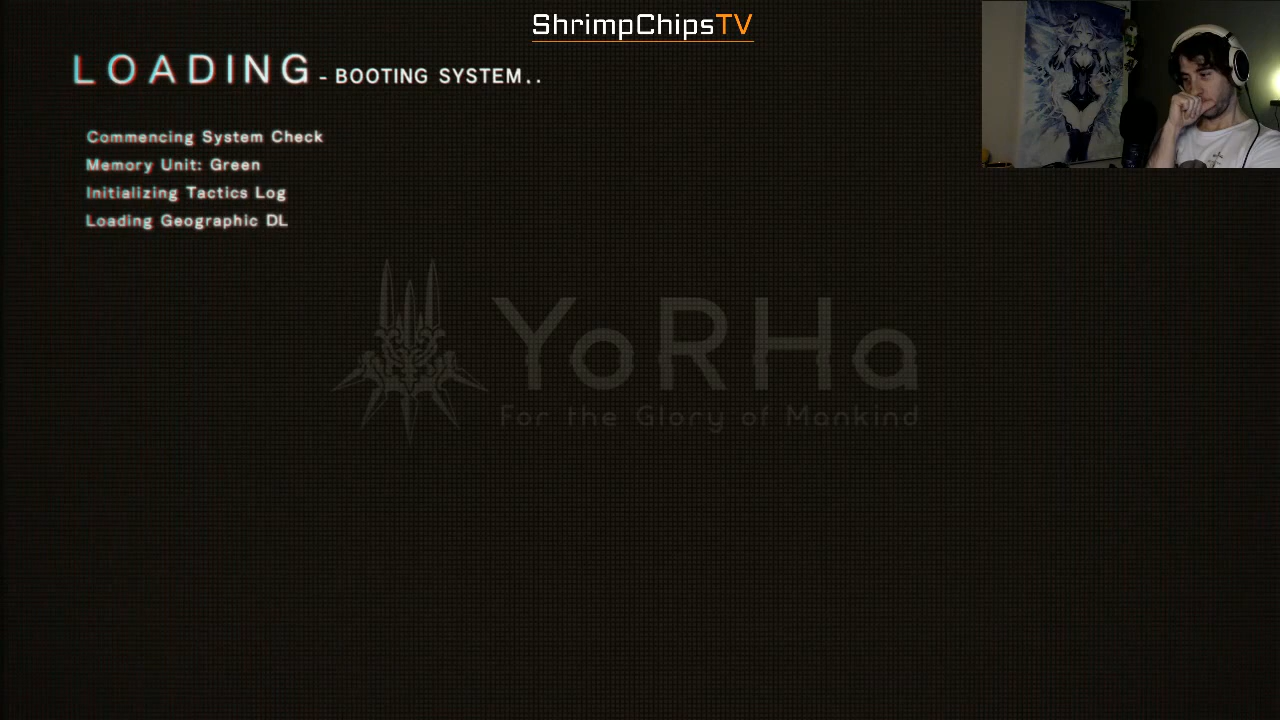 ShrimpChipsTV
LOADING - BOOTING SYSTEM..
Commencing System Check
Memory Unit: Green
Initializing Tactics Log
Loading Geographic DL
YoRHa
For the Glory of Mankind